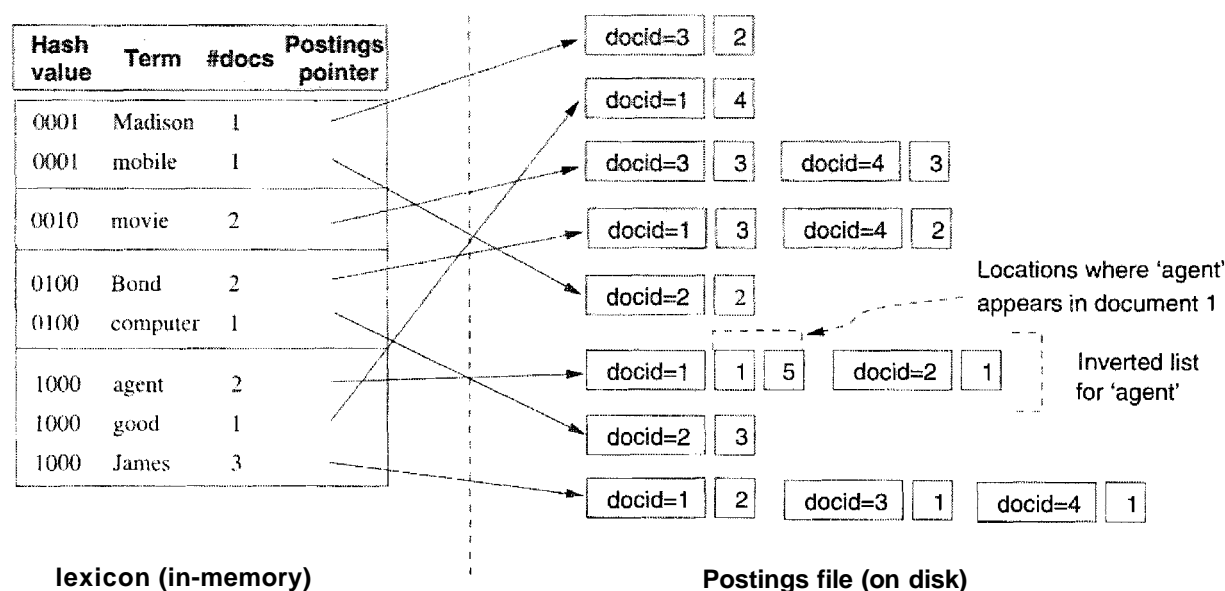 Hash value Term #docs Postings pointer
0001 Madison 1
0001 mobile 1
0010 movie 2
0100 Bond 2
0100 computer 1
1000 agent 2
1000 good 1
1000 James 3
lexicon (in-memory)
docid=3 2
docid=1 4
docid=3 3 docid=4 3
docid=1 3 docid=4 2
docid=2 2
docid=1 1 5 docid=2 1
docid=2 3
docid=1 2 docid=3 1 docid=4 1
Locations where 'agent'
appears in document 1
Inverted list
for 'agent'
Postings file (on disk)